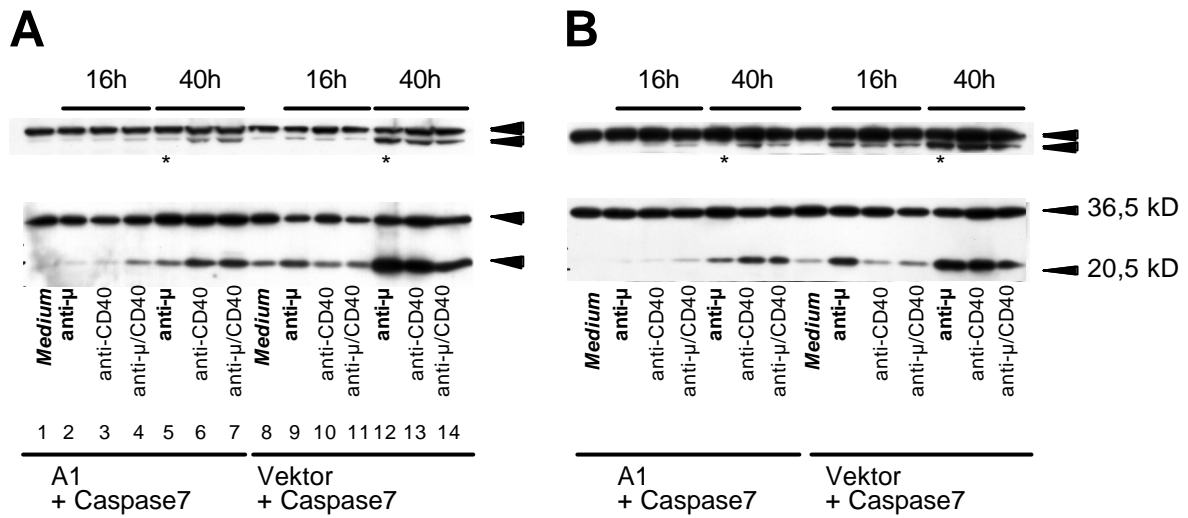 A
B
16h 40h 16h 40h
16h 40h 16h 40h
* *
* *
36,5 kD
20,5 kD
Medium
anti-µ
anti-CD40
anti-µ/CD40
anti-µ
anti-CD40
anti-µ/CD40
Medium
anti-µ
anti-CD40
anti-µ/CD40
anti-µ
anti-CD40
anti-µ/CD40
Medium
anti-µ
anti-CD40
anti-µ/CD40
anti-µ
anti-CD40
anti-µ/CD40
Medium
anti-µ
anti-CD40
anti-µ/CD40
anti-µ
anti-CD40
anti-µ/CD40
1 2 3 4 5 6 7 8 9 10 11 12 13 14
A1
+ Caspase7
Vektor
+ Caspase7
A1
+ Caspase7
Vektor
+ Caspase7